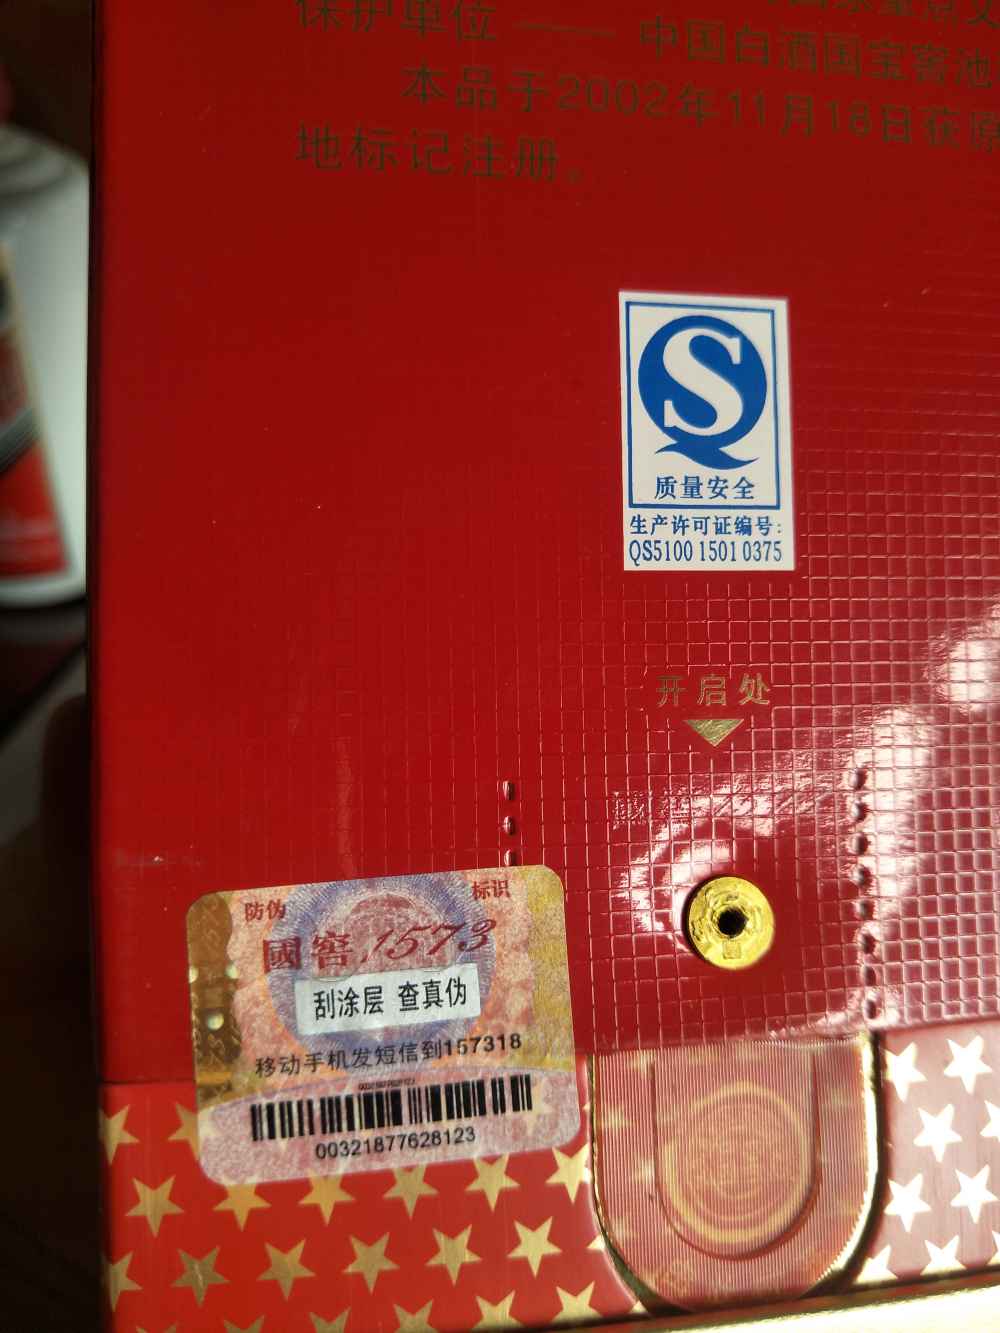 保护单位 —— 中国白酒国宝窖池
本品于2002年11月18日获原
地标记注册。
质量安全
生产许可证编号:
QS5100 1501 0375
开启处
防伪 标识
國窖1573
刮涂层 查真伪
移动手机发短信到157318
00321877628123
00321877628123